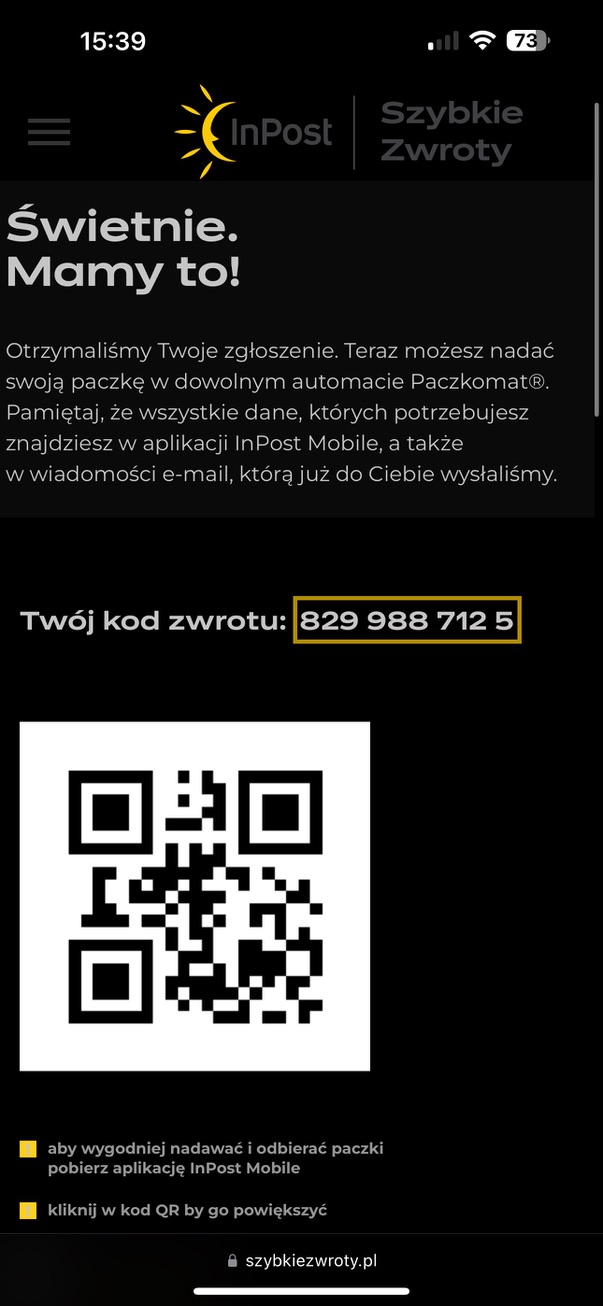 15:39
73
InPost
Szybkie
Zwroty
Świetnie.
Mamy to!
Otrzymaliśmy Twoje zgłoszenie. Teraz możesz nadać
swoją paczkę w dowolnym automacie Paczkomat®.
Pamiętaj, że wszystkie dane, których potrzebujesz
znajdziesz w aplikacji InPost Mobile, a także
w wiadomości e-mail, którą już do Ciebie wysłaliśmy.
Twój kod zwrotu: 829 988 712 5
aby wygodniej nadawać i odbierać paczki
pobierz aplikację InPost Mobile
kliknij w kod QR by go powiększyć
szybkiezwroty.pl